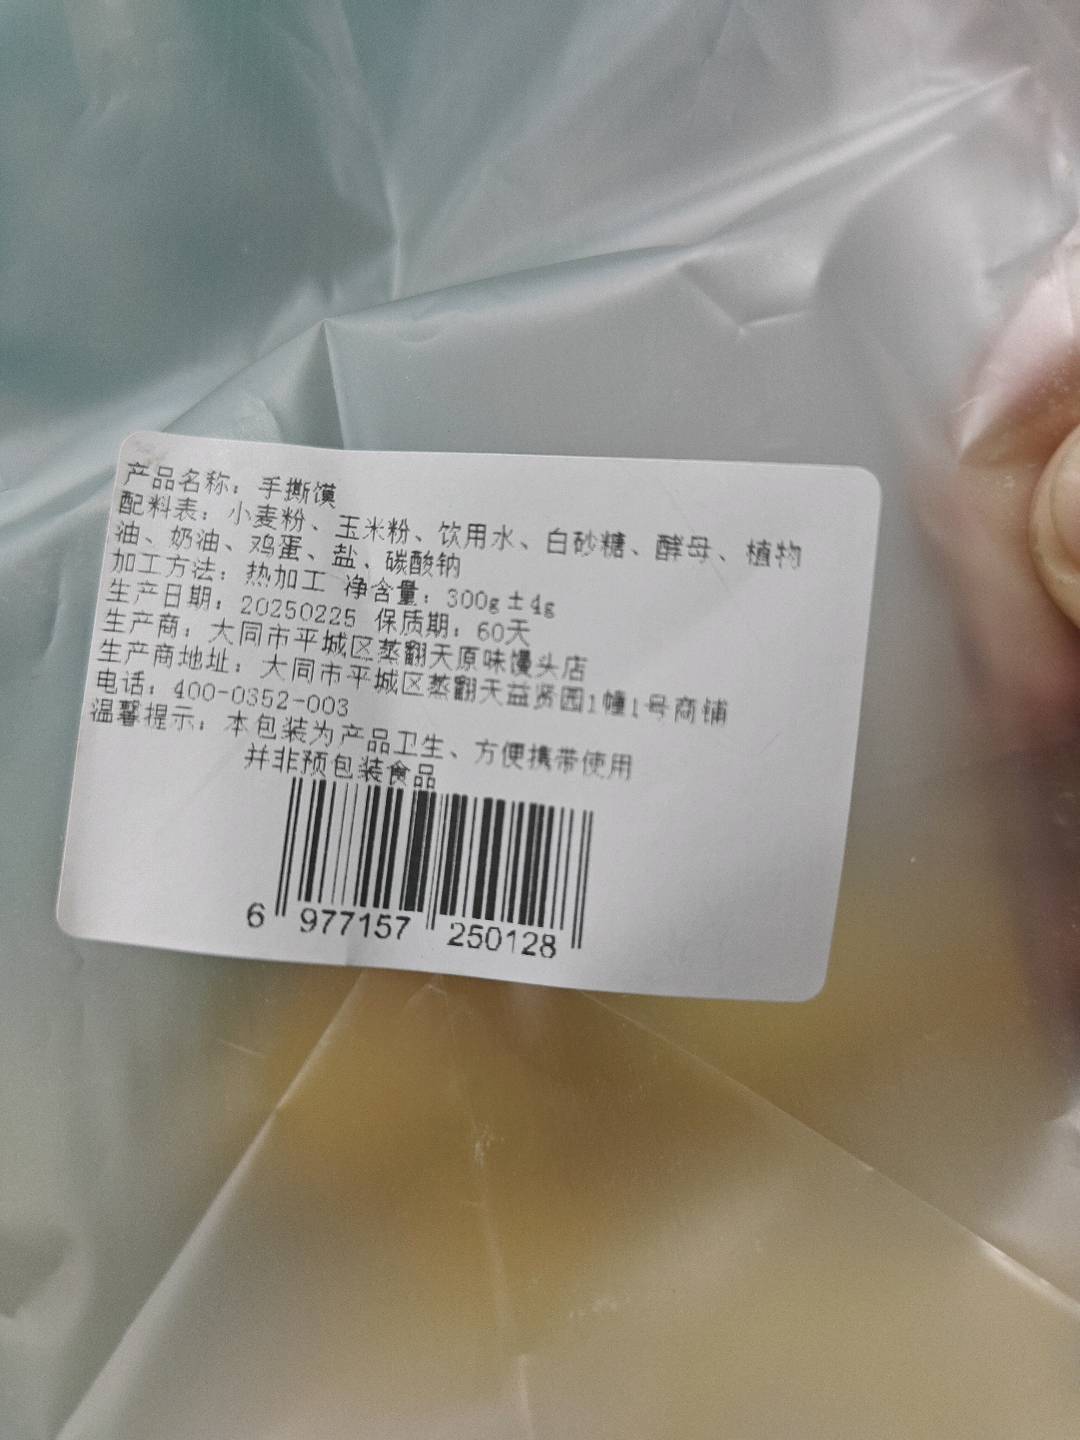 产品名称：手撕馍
配料表：小麦粉、玉米粉、饮用水、白砂糖、酵母、植物
油、奶油、鸡蛋、盐、碳酸钠
加工方法：热加工 净含量：300g±4g
生产日期：20250225 保质期：60天
生产商：大同市平城区蒸翻天原味馒头店
生产商地址：大同市平城区蒸翻天益贤园1幢1号商铺
电话：400-0352-003
温馨提示：本包装为产品卫生、方便携带使用
并非预包装食品
6 977157 250128